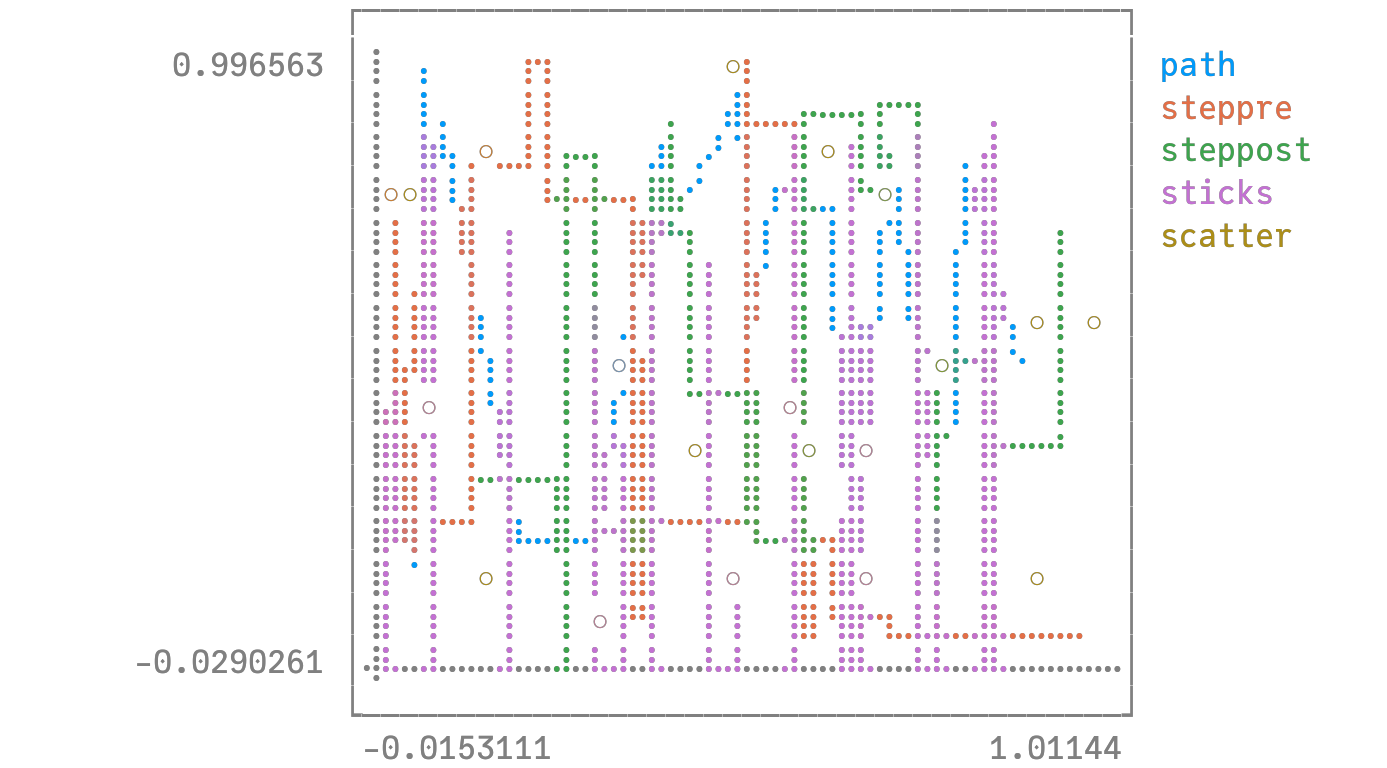 0.996563
path
steppre
steppost
sticks
scatter
-0.0290261
-0.0153111
1.01144